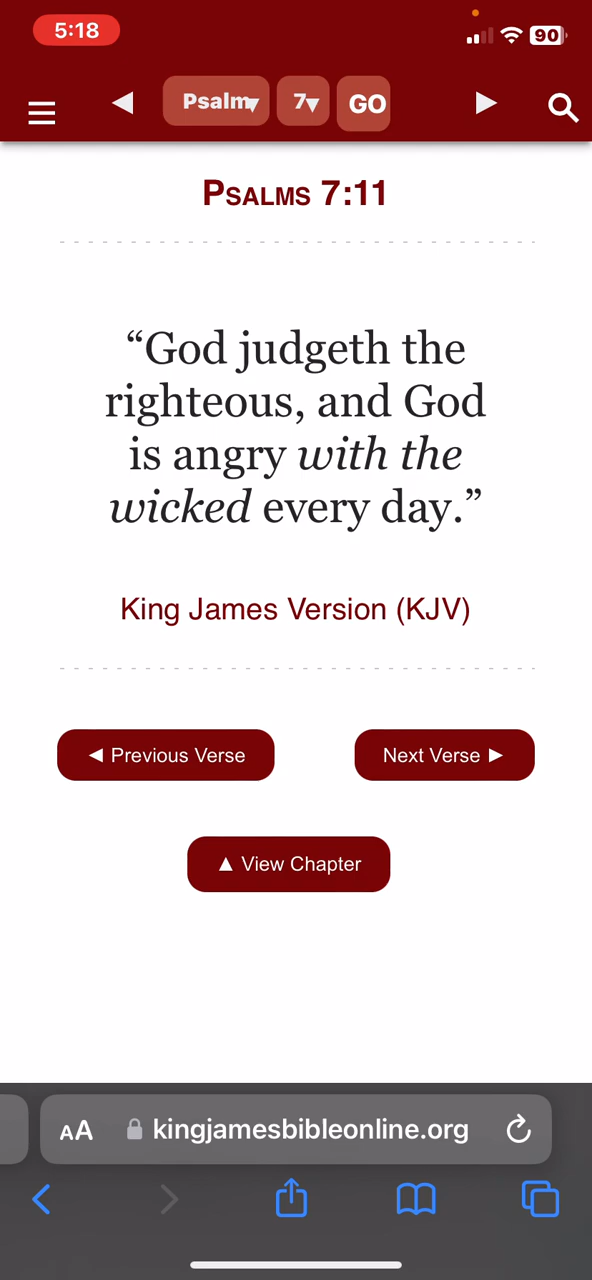 5:18
90
Psalm
7
GO
Psalms 7:11
“God judgeth the
righteous, and God
is angry with the
wicked every day.”
King James Version (KJV)
◄ Previous Verse
Next Verse ►
▲ View Chapter
AA
kingjamesbibleonline.org